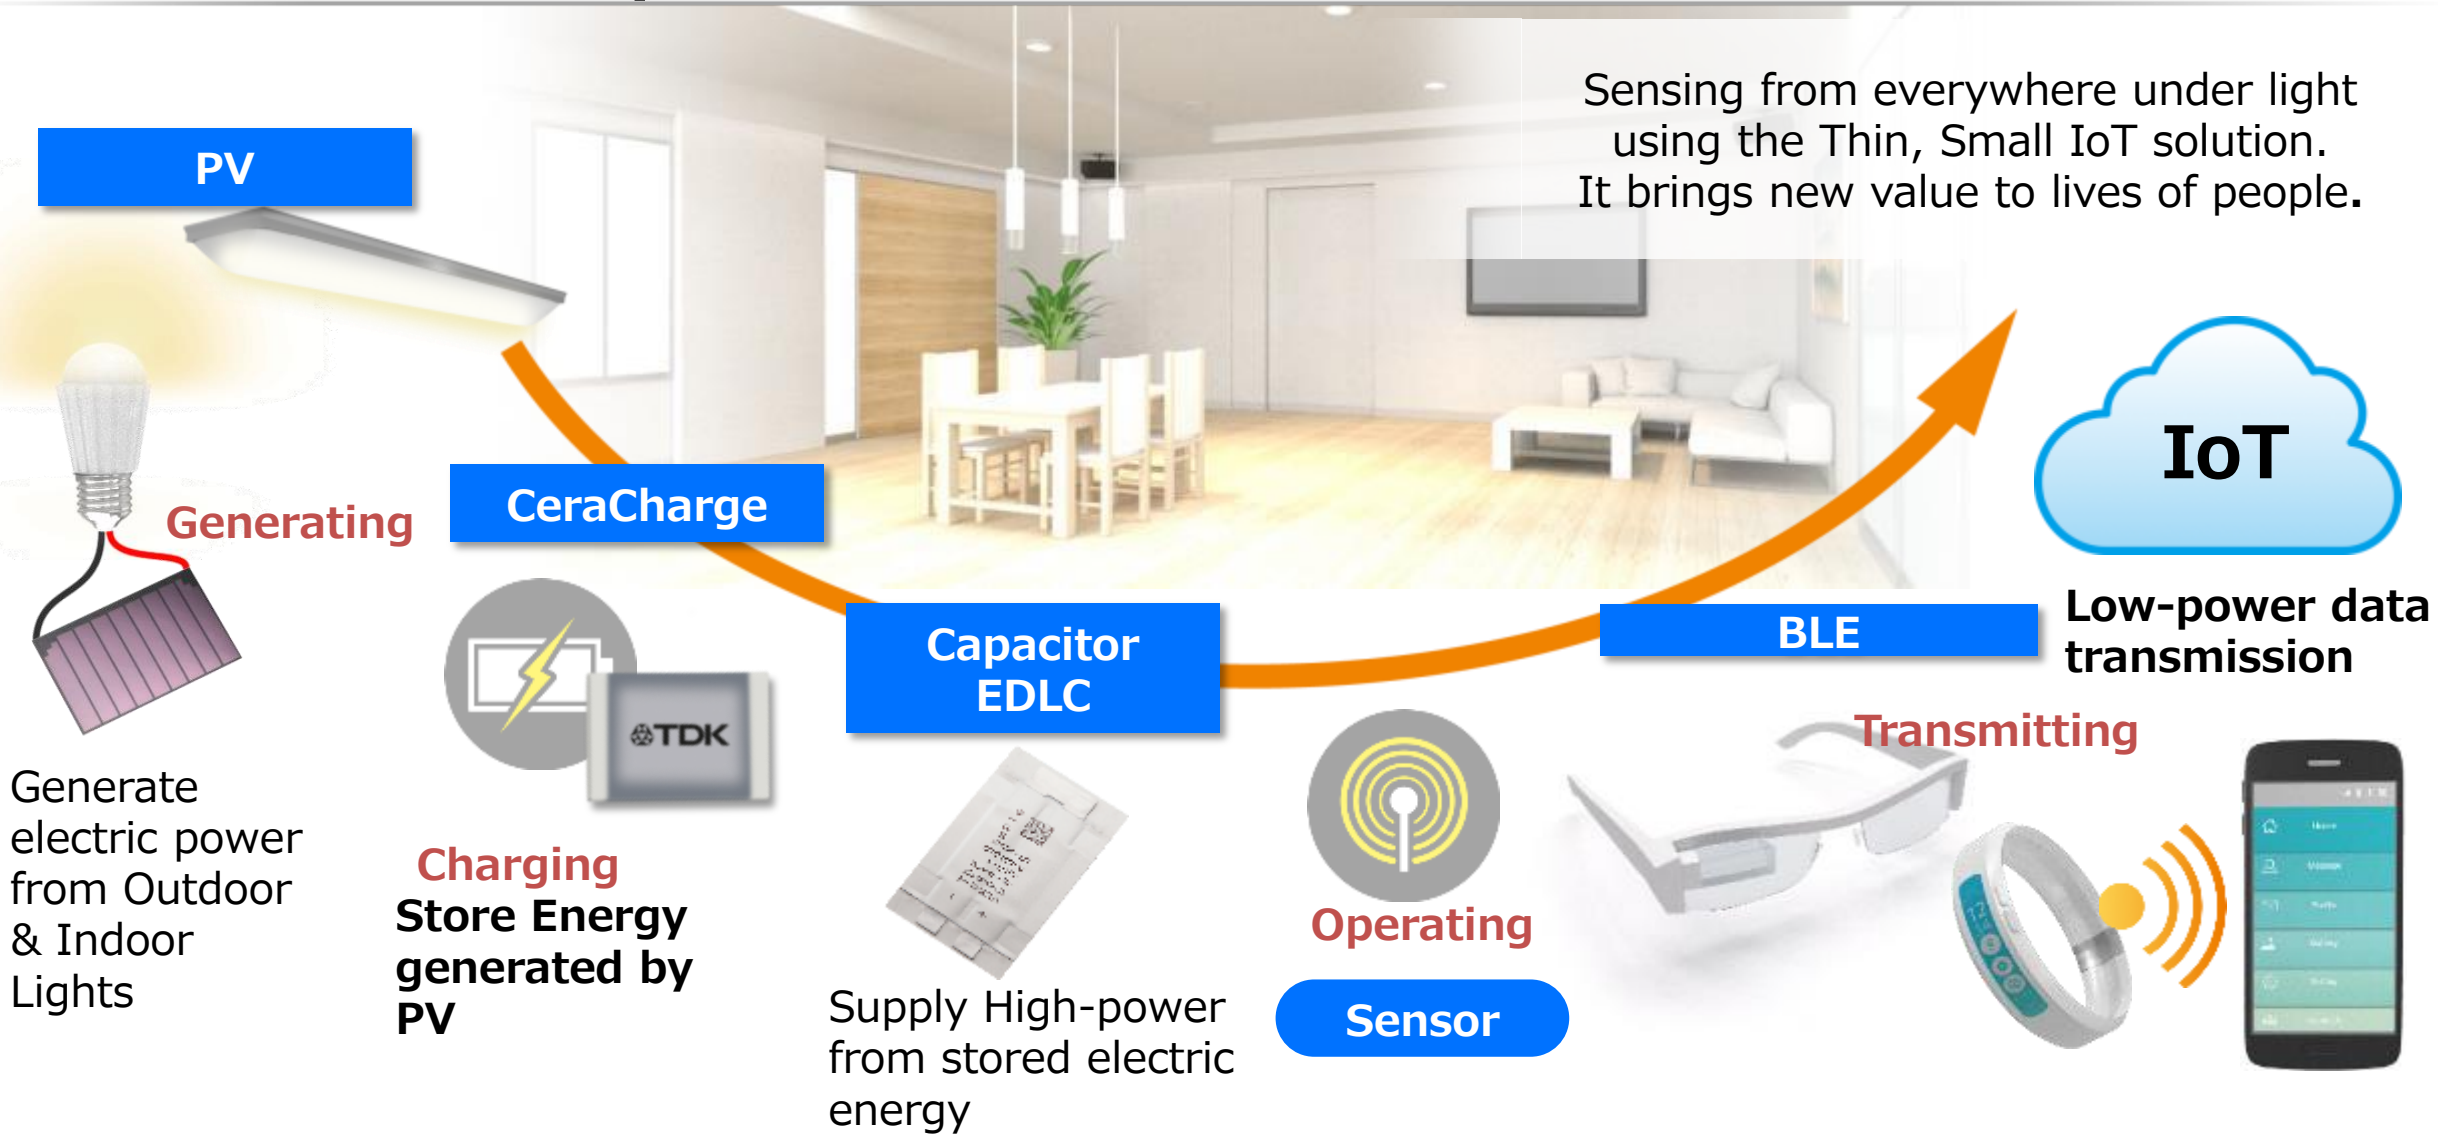 Sensing from everywhere under light
using the Thin, Small IoT solution.
It brings new value to lives of people.
PV
Generating
Generate
electric power
from Outdoor
& Indoor
Lights
CeraCharge
TDK
Charging
Store Energy
generated by
PV
Capacitor
EDLC
Supply High-power
from stored electric
energy
Operating
Sensor
BLE
Transmitting
IoT
Low-power data
transmission
Home